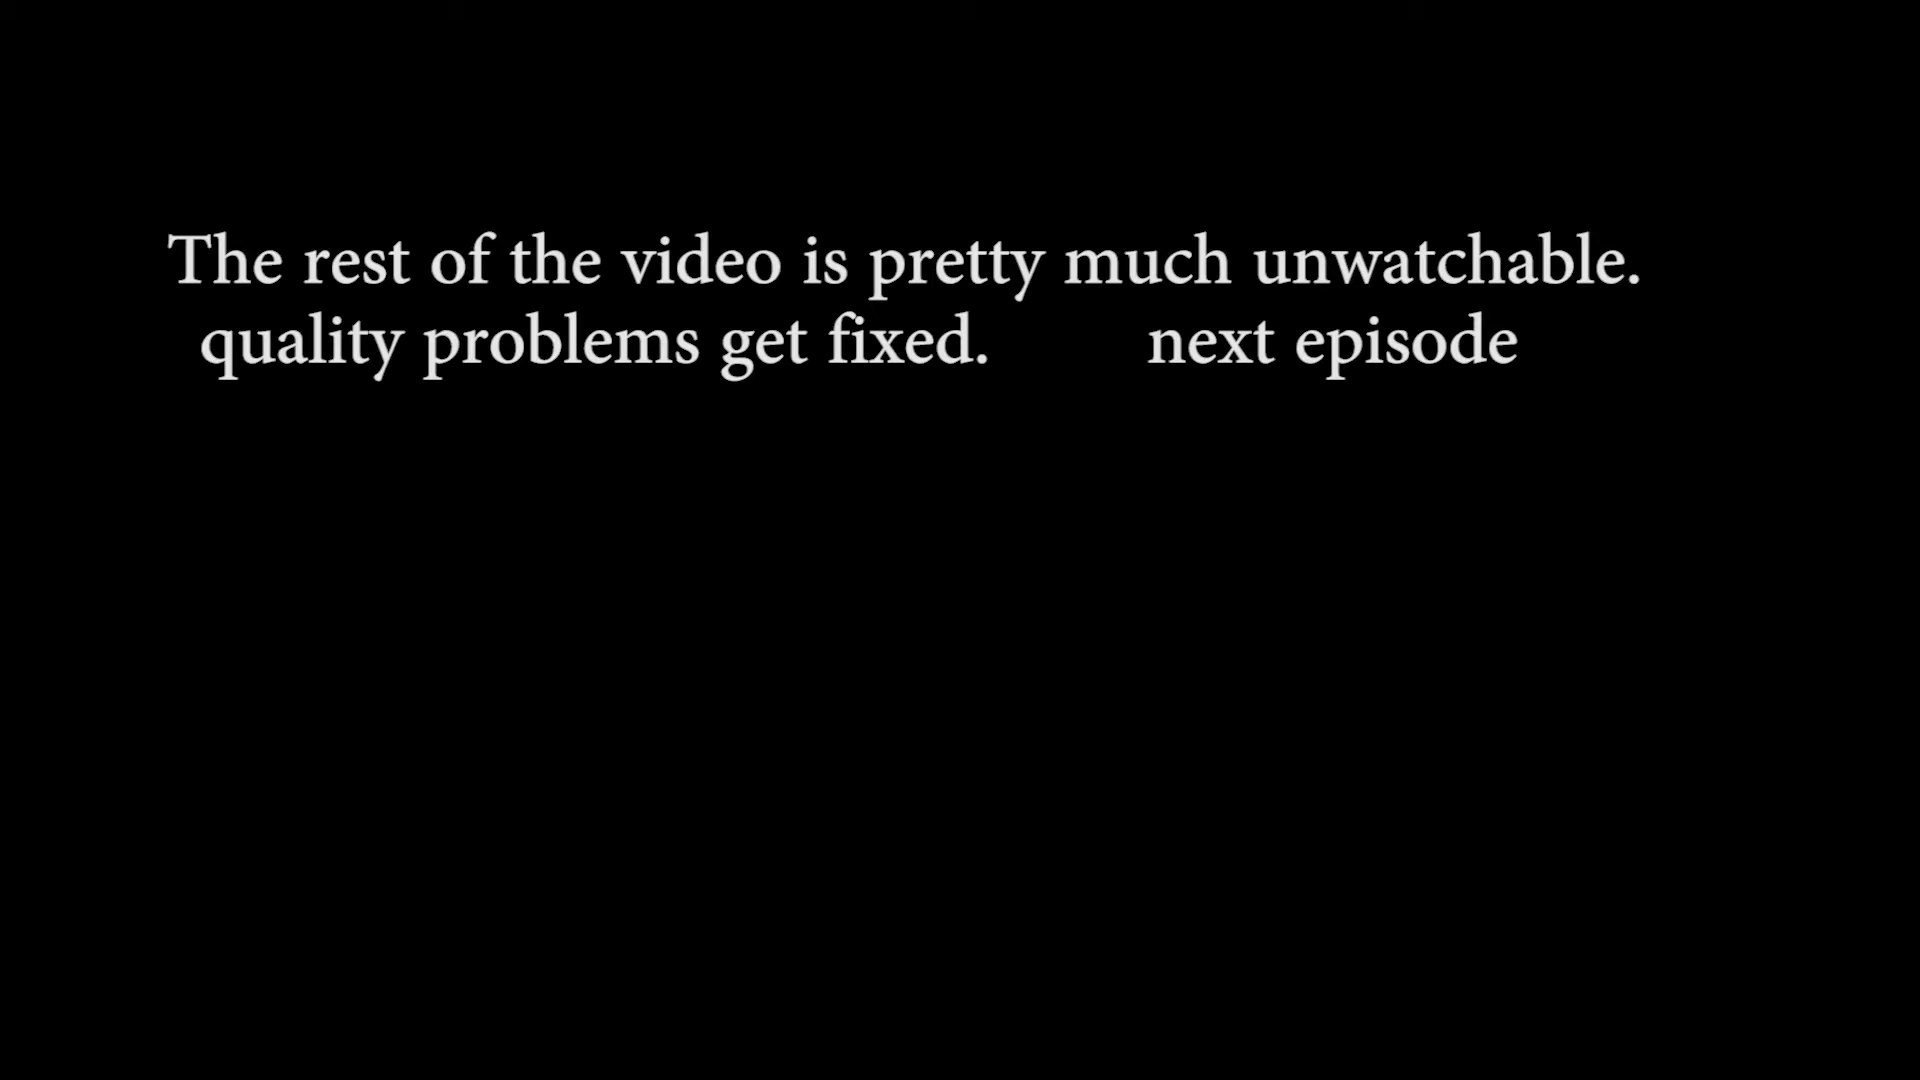 The rest of the video is pretty much unwatchable.
quality problems get fixed. next episode